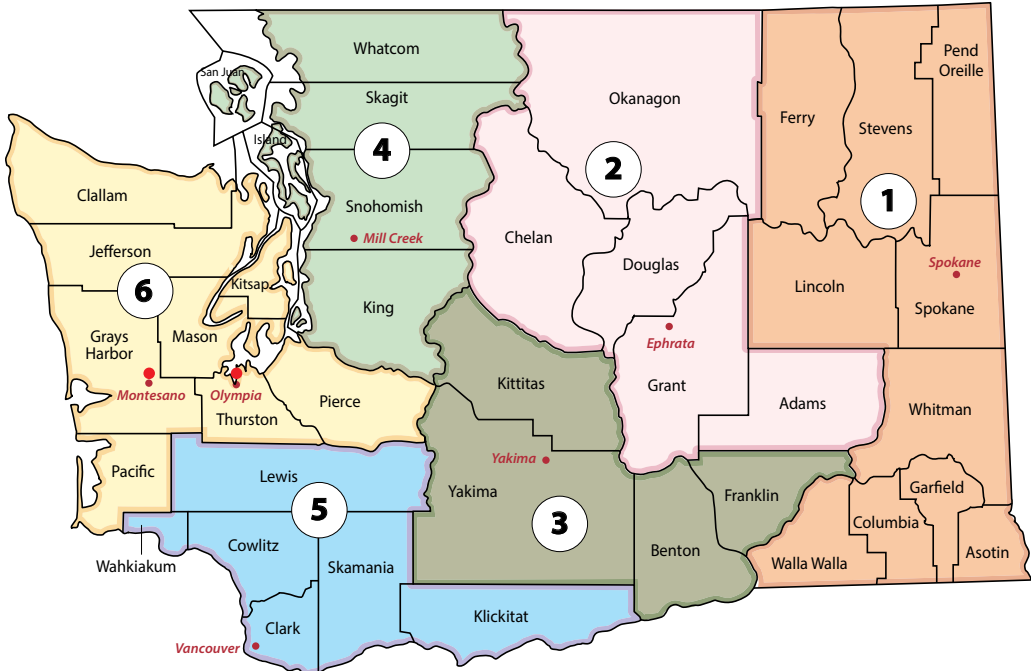 Whatcom
San Juan
Skagit
Island
4
Snohomish
Mill Creek
King
Okanagon
2
Chelan
Douglas
Ephrata
Grant
Adams
Pend
Oreille
Ferry
Stevens
1
Spokane
Lincoln
Spokane
Whitman
Garfield
Columbia
Walla Walla
Asotin
Clallam
Jefferson
6
Kitsap
Grays
Harbor
Mason
Montesano
Olympia
Thurston
Pierce
Pacific
Kittitas
Yakima
Yakima
3
Franklin
Benton
Lewis
5
Wahkiakum
Cowlitz
Skamania
Clark
Vancouver
Klickitat